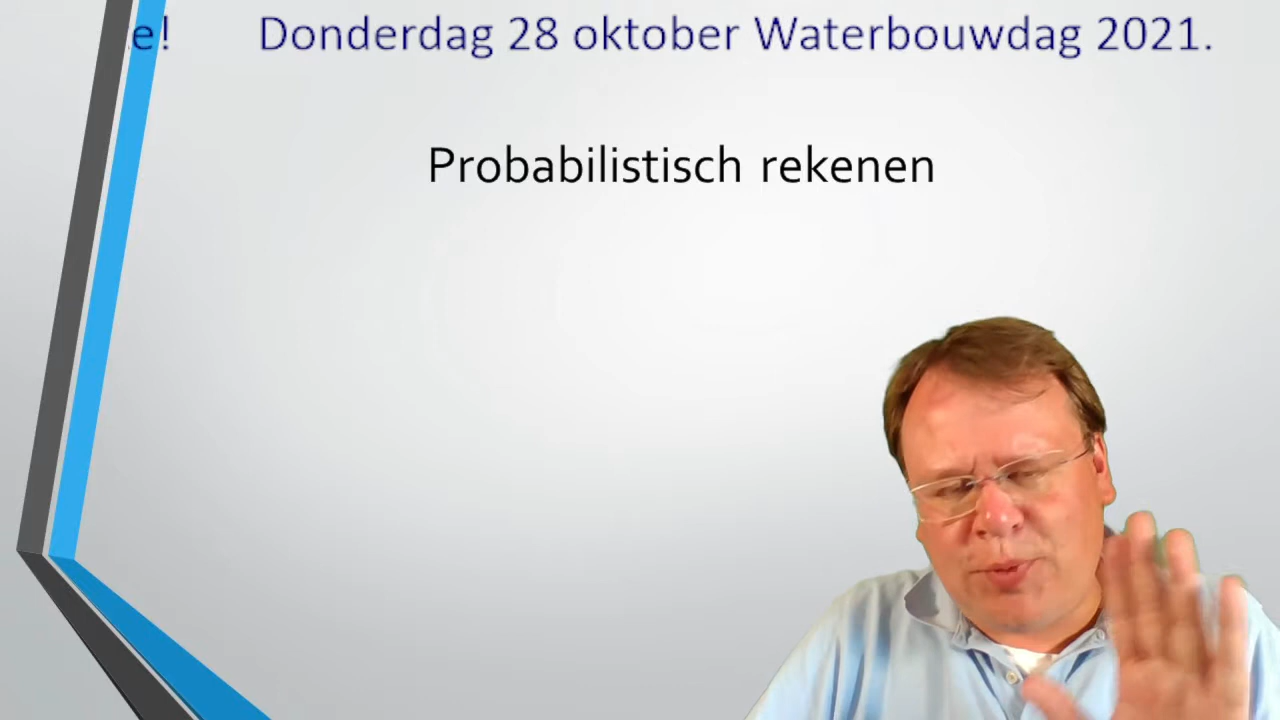 e! Donderdag 28 oktober Waterbouwdag 2021.
Probabilistisch rekenen